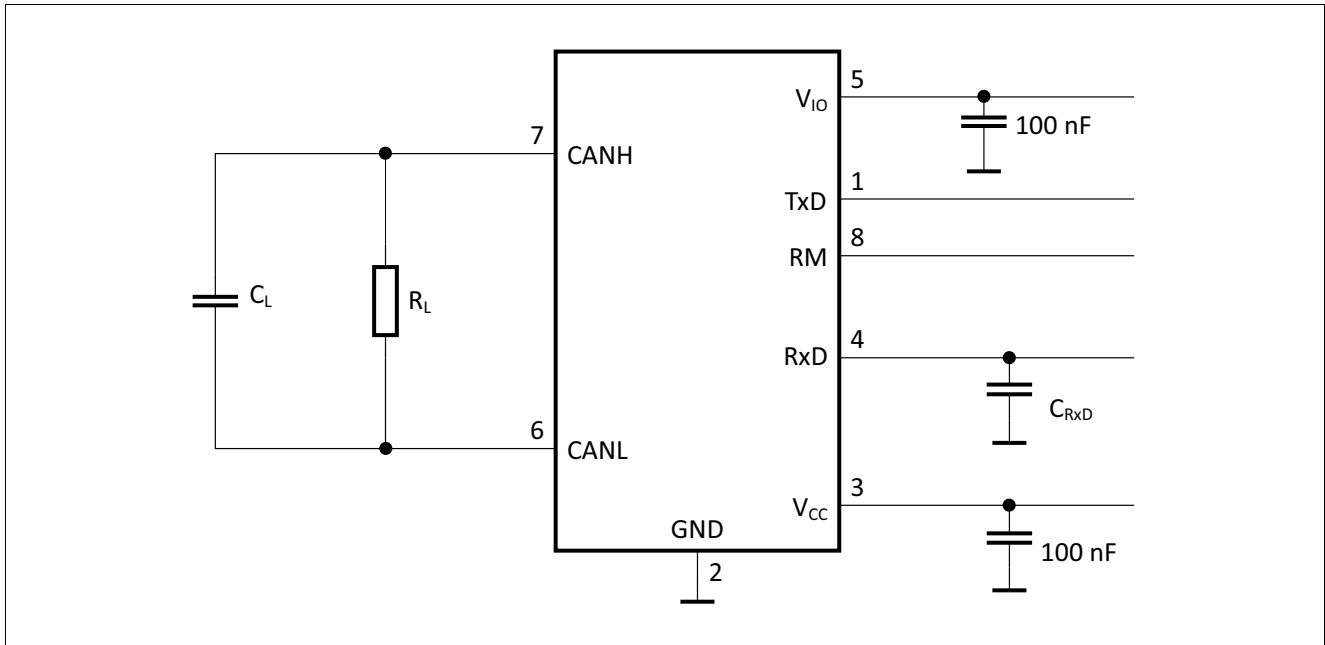 5
V_IO
100 nF
7
CANH
1
TxD
8
RM
C_L
R_L
4
RxD
C_RxD
6
CANL
3
V_CC
GND
100 nF
2